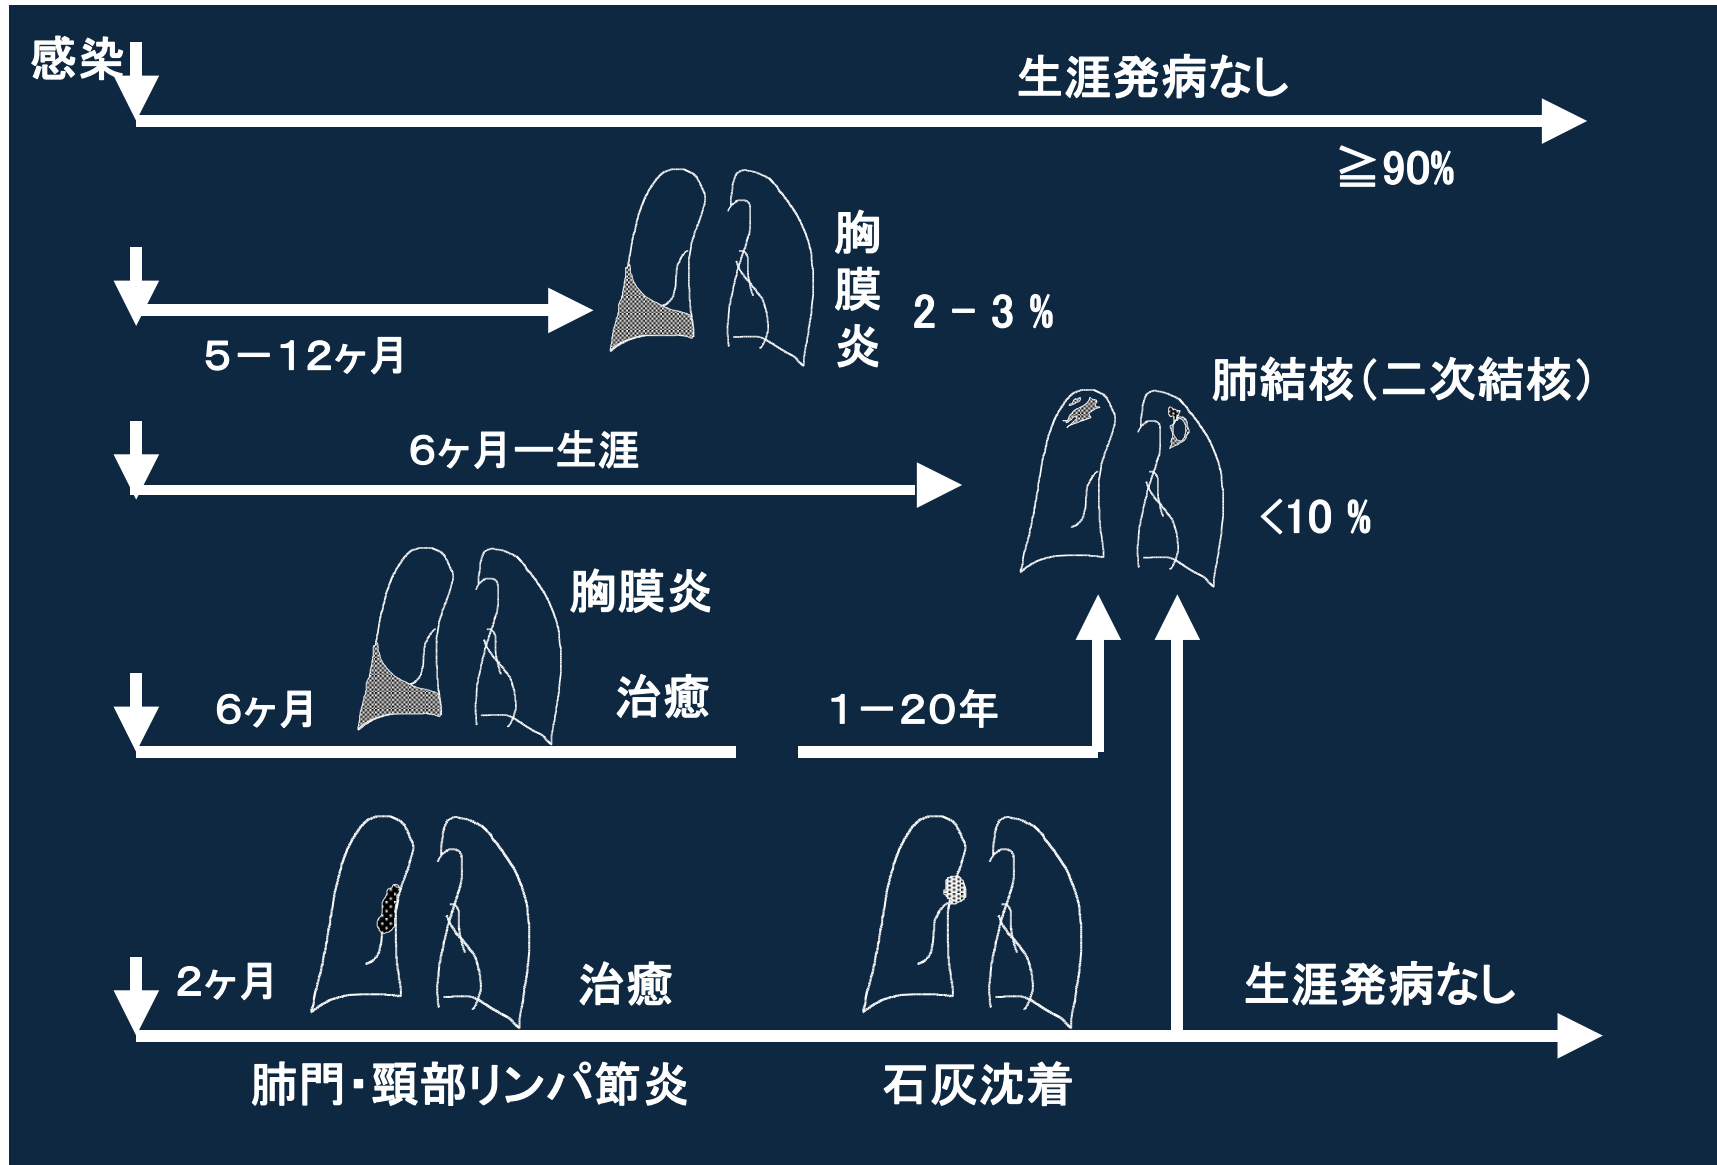 感染
生涯発病なし
≧90%
胸膜炎
2－3 %
5－12ヶ月
肺結核（二次結核）
6ヶ月ー生涯
<10 %
胸膜炎
治癒
6ヶ月
1－20年
2ヶ月
治癒
生涯発病なし
肺門・頸部リンパ節炎
石灰沈着